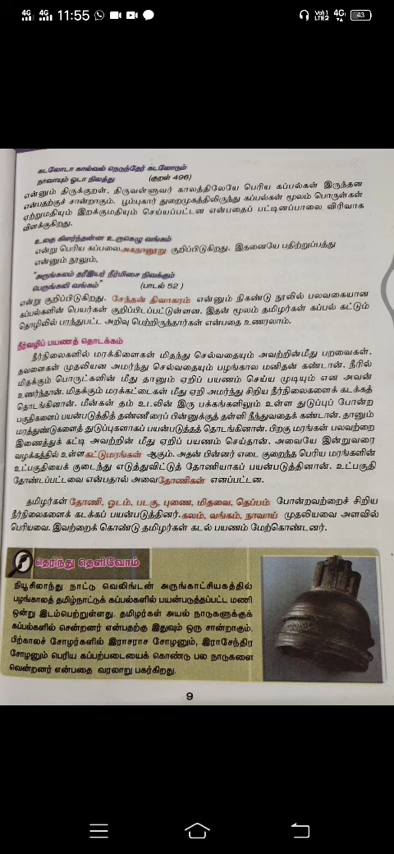 4G 4G 11:55 Vo) 1 LTE2 4G 43
கடலோடா கால்வல் நெடுந்தேர் கடலோடும்
நாவாயும் ஓடா நிலத்து (குறள் 496)
என்னும் திருக்குறள். திருவள்ளுவர் காலத்திலேயே பெரிய கப்பல்கள் இருந்தன
என்பதற்குச் சான்றாகும். பூம்புகார் துறைமுகத்திலிருந்து கப்பல்கள் மூலம் பொருள்கள்
ஏற்றுமதியும் இறக்குமதியும் செய்யப்பட்டன என்பதைப் பட்டினப்பாலை விரிவாக
விளக்குகிறது.
உலகு கிளர்ந்தன்ன உருகெழு வங்கம்
என்று பெரிய கப்பலை அகநானூறு குறிப்பிடுகிறது. இதனையே பதிற்றுப்பத்து
என்னும் நூலும்,
"அருங்கலம் தரீஇயர் நீர்மிசை நிவக்கும்
பெருங்கலி வங்கம்" (பாடல் 52)
என்று குறிப்பிடுகிறது. சேந்தன் திவாகரம் என்னும் நிகண்டு நூலில் பலவகையான
கப்பல்களின் பெயர்கள் குறிப்பிடப்பட்டுள்ளன. இதன் மூலம் தமிழர்கள் கப்பல் கட்டும்
தொழிலில் பரந்துபட்ட அறிவு பெற்றிருந்தார்கள் என்பதை உணரலாம்.
நீர்வழிப் பயணத் தொடக்கம்
நீர்நிலைகளில் மரக்கிளைகள் மிதந்து செல்வதையும் அவற்றின்மீது பறவைகள்,
தவளைகள் முதலியன அமர்ந்து செல்வதையும் பழங்கால மனிதன் கண்டான். நீரில்
மிதக்கும் பொருட்களின் மீது தானும் ஏறிப் பயணம் செய்ய முடியும் என அவன்
உணர்ந்தான். மிதக்கும் மரக்கட்டைகள் மீது ஏறி அமர்ந்து சிறிய நீர்நிலைகளைக் கடக்கத்
தொடங்கினான். மீன்கள் தம் உடலின் இரு பக்கங்களிலும் உள்ள துடுப்புப் போன்ற
பகுதிகளைப் பயன்படுத்தித் தண்ணீரைப் பின்னுக்குத் தள்ளி நீந்துவதைக் கண்டான். தானும்
மரத்துண்டுகளைத் துடுப்புகளாகப் பயன்படுத்தத் தொடங்கினான். பிறகு மரங்கள் பலவற்றை
இணைத்துக் கட்டி அவற்றின் மீது ஏறிப் பயணம் செய்தான். அவையே இன்றுவரை
வழக்கத்தில் உள்ள கட்டுமரங்கள் ஆகும். அதன் பின்னர் எடை குறைந்த பெரிய மரங்களின்
உட்பகுதியைக் குடைந்து எடுத்துவிட்டுத் தோணியாகப் பயன்படுத்தினான். உட்பகுதி
தோண்டப்பட்டவை என்பதால் அவை தோணிகள் எனப்பட்டன.
தமிழர்கள் தோணி, ஓடம், படகு, புணை, மிதவை, தெப்பம் போன்றவற்றைச் சிறிய
நீர்நிலைகளைக் கடக்கப் பயன்படுத்தினர். கலம், வங்கம், நாவாய் முதலியவை அளவில்
பெரியவை. இவற்றைக் கொண்டு தமிழர்கள் கடல் பயணம் மேற்கொண்டனர்.
தெரிந்து தெளிவோம்
நியூசிலாந்து நாட்டு வெலிங்டன் அருங்காட்சியகத்தில்
பழங்காலத் தமிழ்நாட்டுக் கப்பல்களில் பயன்படுத்தப்பட்ட மணி
ஒன்று இடம்பெற்றுள்ளது. தமிழர்கள் அயல் நாடுகளுக்குக்
கப்பல்களில் சென்றனர் என்பதற்கு இதுவும் ஒரு சான்றாகும்.
பிற்காலச் சோழர்களில் இராசராச சோழனும், இராசேந்திர
சோழனும் பெரிய கப்பற்படையைக் கொண்டு பல நாடுகளை
வென்றனர் என்பதை வரலாறு பகர்கிறது.
9